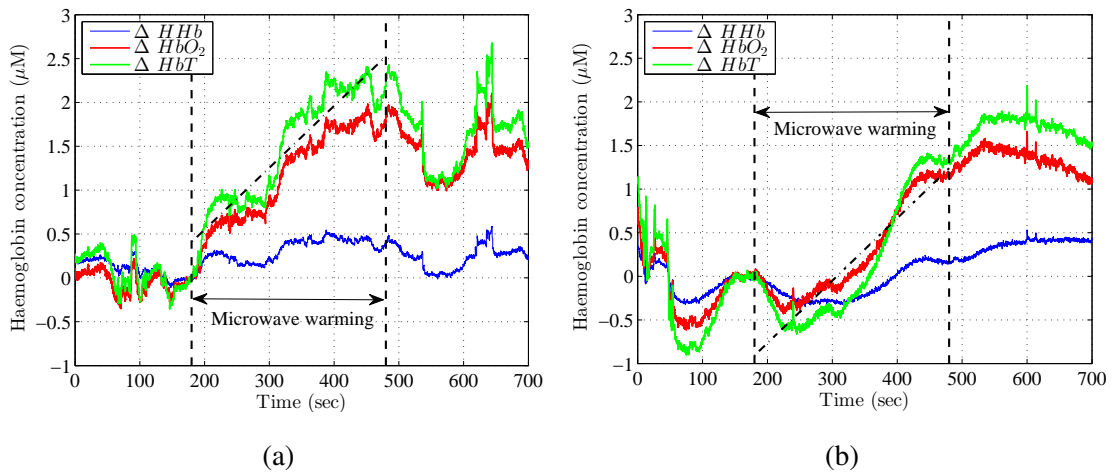 3
2.5
2
1.5
1
0.5
0
−0.5
−1
Haemoglobin concentration (μM)
Δ HHb
Δ HbO₂
Δ HbT
Microwave warming
0 100 200 300 400 500 600 700
Time (sec)
(a)
3
2.5
2
1.5
1
0.5
0
−0.5
−1
Haemoglobin concentration (μM)
Δ HHb
Δ HbO₂
Δ HbT
Microwave warming
0 100 200 300 400 500 600 700
Time (sec)
(b)